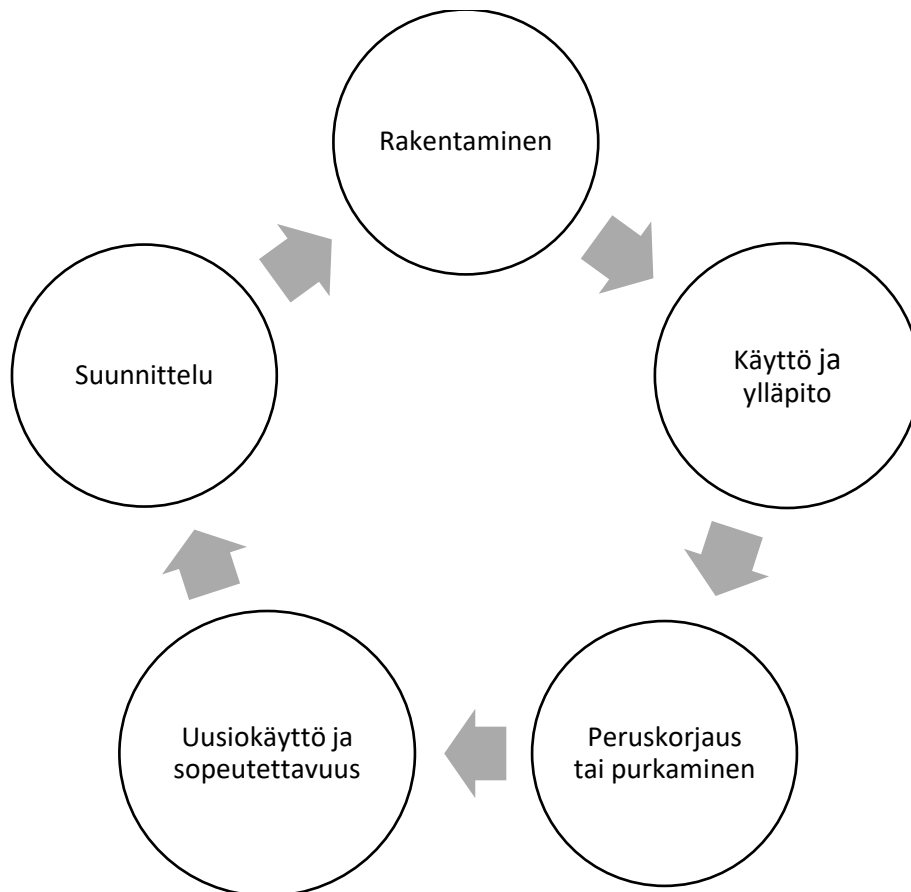 Rakentaminen
Käyttö ja
ylläpito
Peruskorjaus
tai purkaminen
Uusiokäyttö ja
sopeutettavuus
Suunnittelu